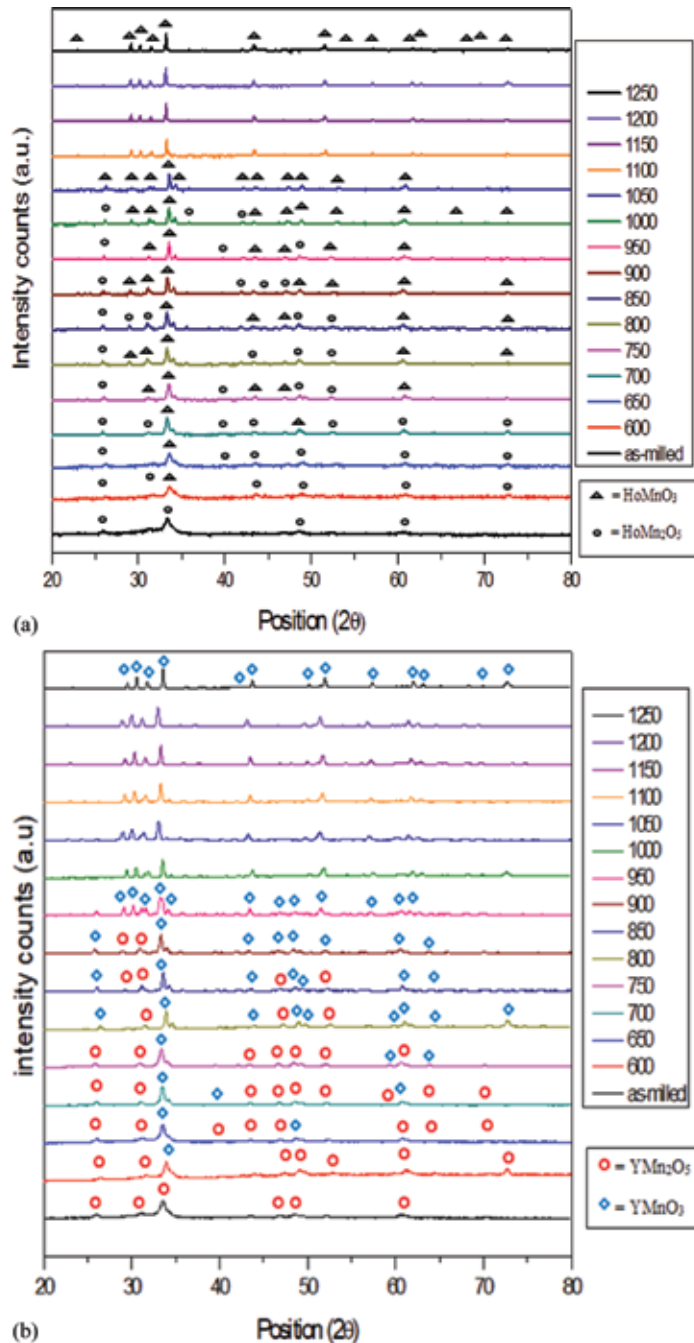 Intensity counts (a.u.)
1250
1200
1150
1100
1050
1000
950
900
850
800
750
700
650
600
as-milled
= HoMnO₃
= HoMn₂O₅
20 30 40 50 60 70 80
Position (2θ)
(a)
intensity counts (a.u)
1250
1200
1150
1100
1050
1000
950
900
850
800
750
700
650
600
as-milled
= YMn₂O₅
= YMnO₃
20 30 40 50 60 70 80
Position (2θ)
(b)